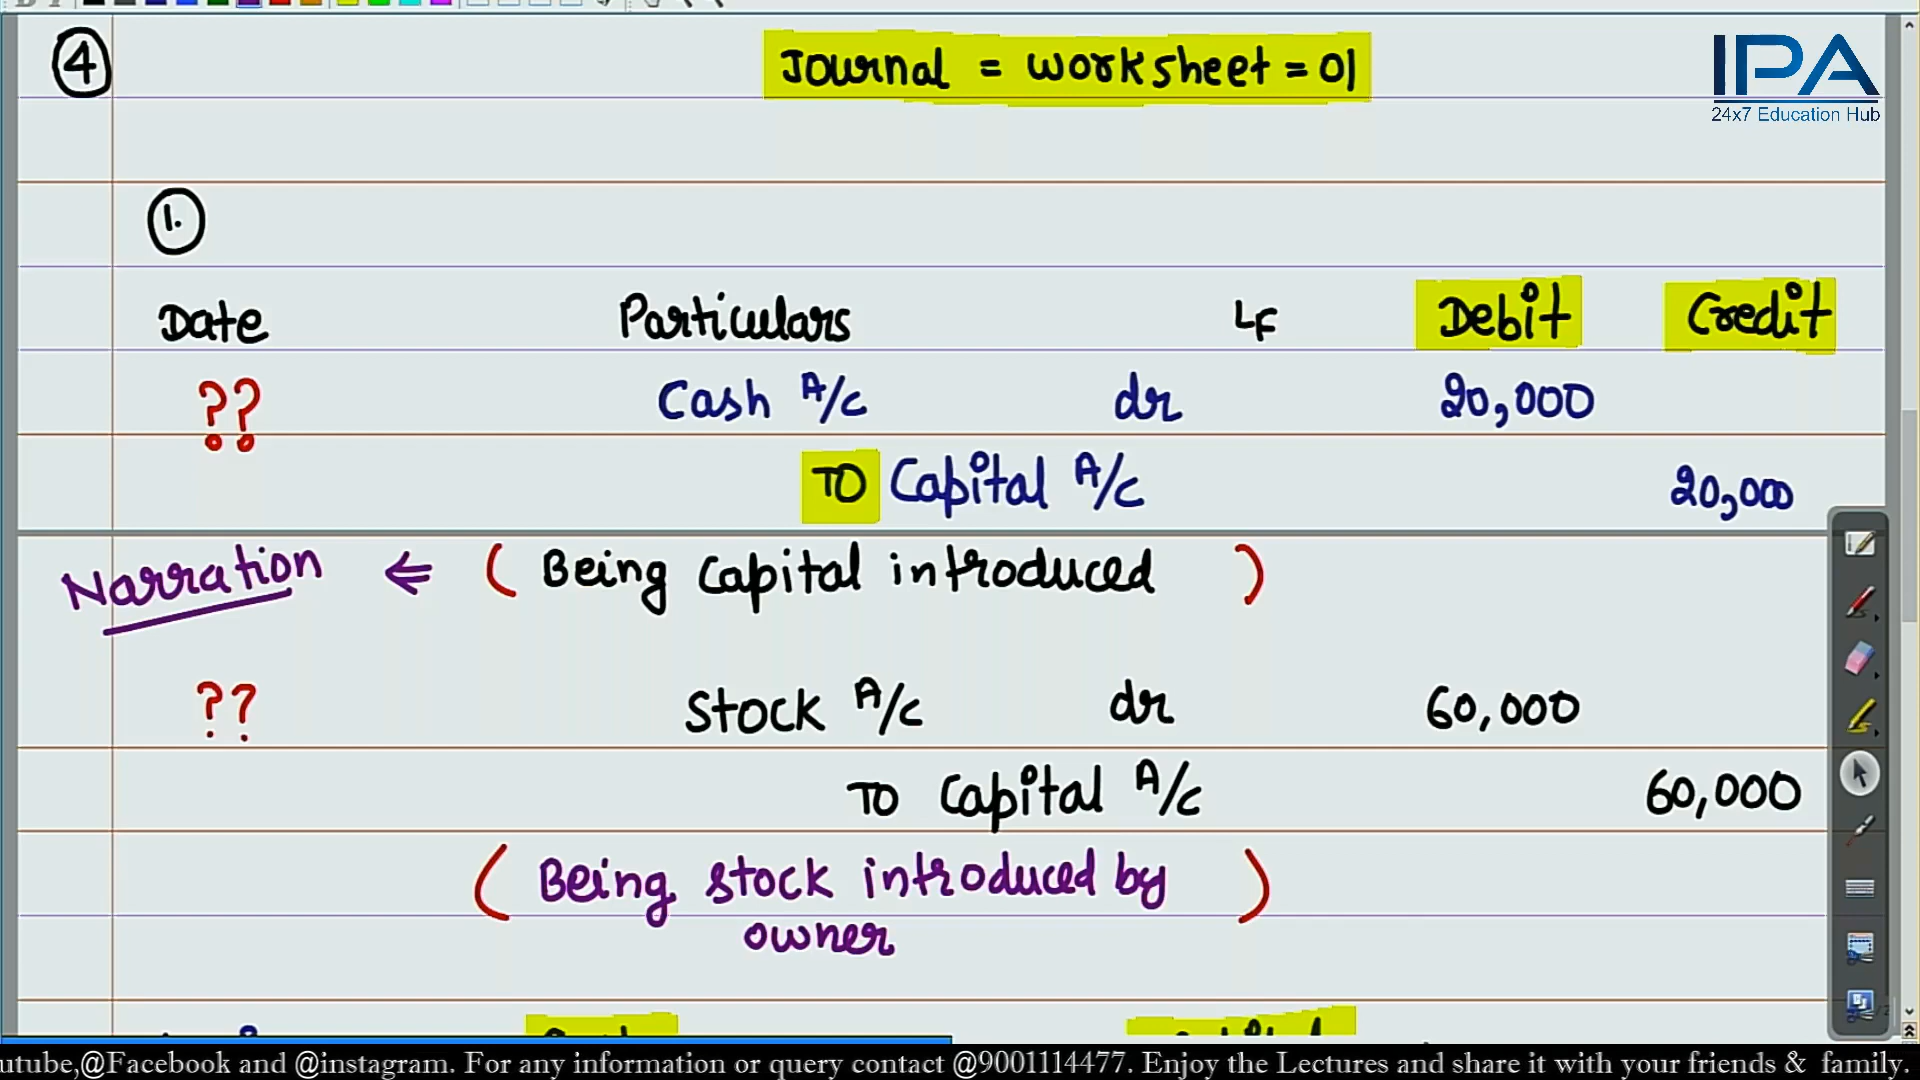 4
Journal = Worksheet = 01
IPA
24x7 Education Hub
1.
Date Particulars LF Debit Credit
?? Cash A/c dr 20,000
To Capital A/c 20,000
Narration ⇐ ( Being Capital introduced )
?? Stock A/c dr 60,000
To Capital A/c 60,000
( Being stock introduced by )
owner
utube,@Facebook and @instagram. For any information or query contact @9001114477. Enjoy the Lectures and share it with your friends & family.